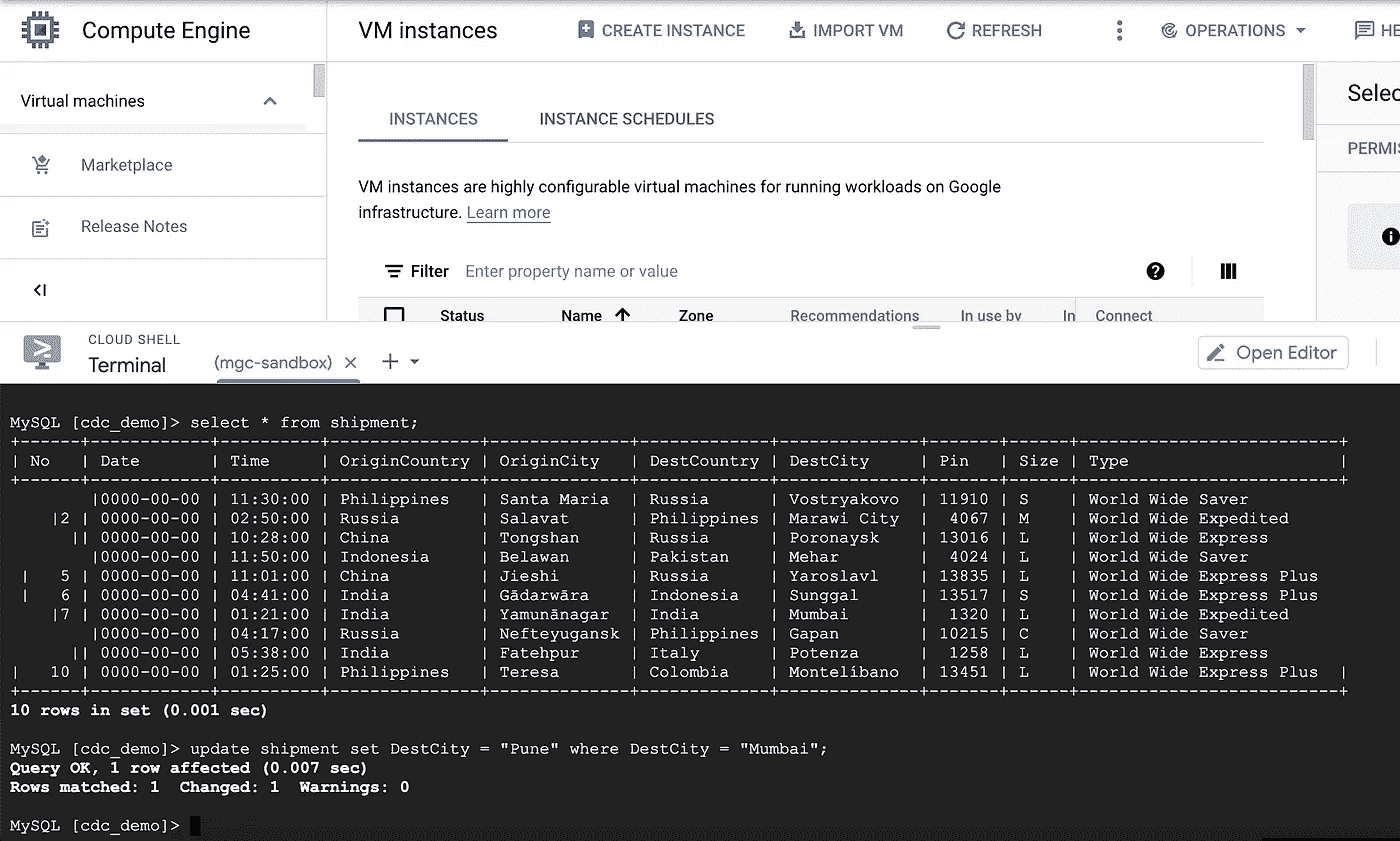 Compute Engine
VM instances
CREATE INSTANCE
IMPORT VM
REFRESH
OPERATIONS
HE
Virtual machines
Marketplace
Release Notes
INSTANCES
INSTANCE SCHEDULES
Selec
PERMIS
VM instances are highly configurable virtual machines for running workloads on Google
infrastructure. Learn more
Filter Enter property name or value
Status Name Zone Recommendations In use by In Connect
CLOUD SHELL
Terminal
(mgc-sandbox)
Open Editor
MySQL [cdc_demo]> select * from shipment;
+------+------------+----------+---------------+--------------+-------------+--------------+-------+------+--------------------------+
| No | Date | Time | OriginCountry | OriginCity | DestCountry | DestCity | Pin | Size | Type |
+------+------------+----------+---------------+--------------+-------------+--------------+-------+------+--------------------------+
|0000-00-00 | 11:30:00 | Philippines | Santa Maria | Russia | Vostryakovo | 11910 | S | World Wide Saver
|2 | 0000-00-00 | 02:50:00 | Russia | Salavat | Philippines | Marawi City | 4067 | M | World Wide Expedited
|| 0000-00-00 | 10:28:00 | China | Tongshan | Russia | Poronaysk | 13016 | L | World Wide Express
|0000-00-00 | 11:50:00 | Indonesia | Belawan | Pakistan | Mehar | 4024 | L | World Wide Saver
| 5 | 0000-00-00 | 11:01:00 | China | Jieshi | Russia | Yaroslavl | 13835 | L | World Wide Express Plus
| 6 | 0000-00-00 | 04:41:00 | India | Gādarwāra | Indonesia | Sunggal | 13517 | S | World Wide Express Plus
|7 | 0000-00-00 | 01:21:00 | India | Yamunānagar | India | Mumbai | 1320 | L | World Wide Expedited
|0000-00-00 | 04:17:00 | Russia | Nefteyugansk | Philippines | Gapan | 10215 | C | World Wide Saver
|| 0000-00-00 | 05:38:00 | India | Fatehpur | Italy | Potenza | 1258 | L | World Wide Express
| 10 | 0000-00-00 | 01:25:00 | Philippines | Teresa | Colombia | Montelíbano | 13451 | L | World Wide Express Plus |
+------+------------+----------+---------------+--------------+-------------+--------------+-------+------+--------------------------+
10 rows in set (0.001 sec)
MySQL [cdc_demo]> update shipment set DestCity = "Pune" where DestCity = "Mumbai";
Query OK, 1 row affected (0.007 sec)
Rows matched: 1 Changed: 1 Warnings: 0
MySQL [cdc_demo]>